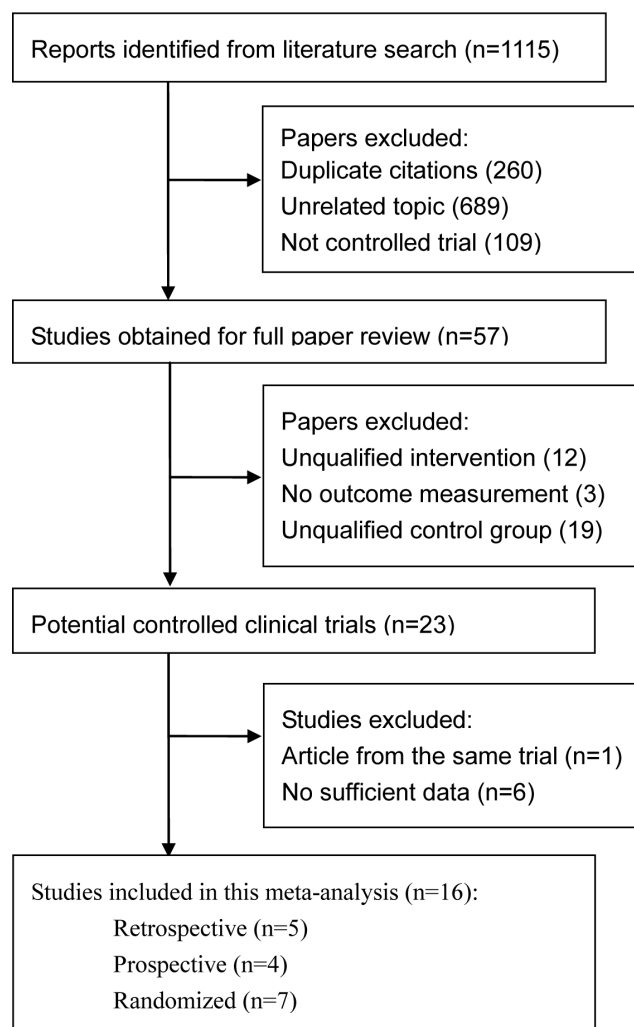 Reports identified from literature search (n=1115)
Papers excluded:
Duplicate citations (260)
Unrelated topic (689)
Not controlled trial (109)
Studies obtained for full paper review (n=57)
Papers excluded:
Unqualified intervention (12)
No outcome measurement (3)
Unqualified control group (19)
Potential controlled clinical trials (n=23)
Studies excluded:
Article from the same trial (n=1)
No sufficient data (n=6)
Studies included in this meta-analysis (n=16):
Retrospective (n=5)
Prospective (n=4)
Randomized (n=7)